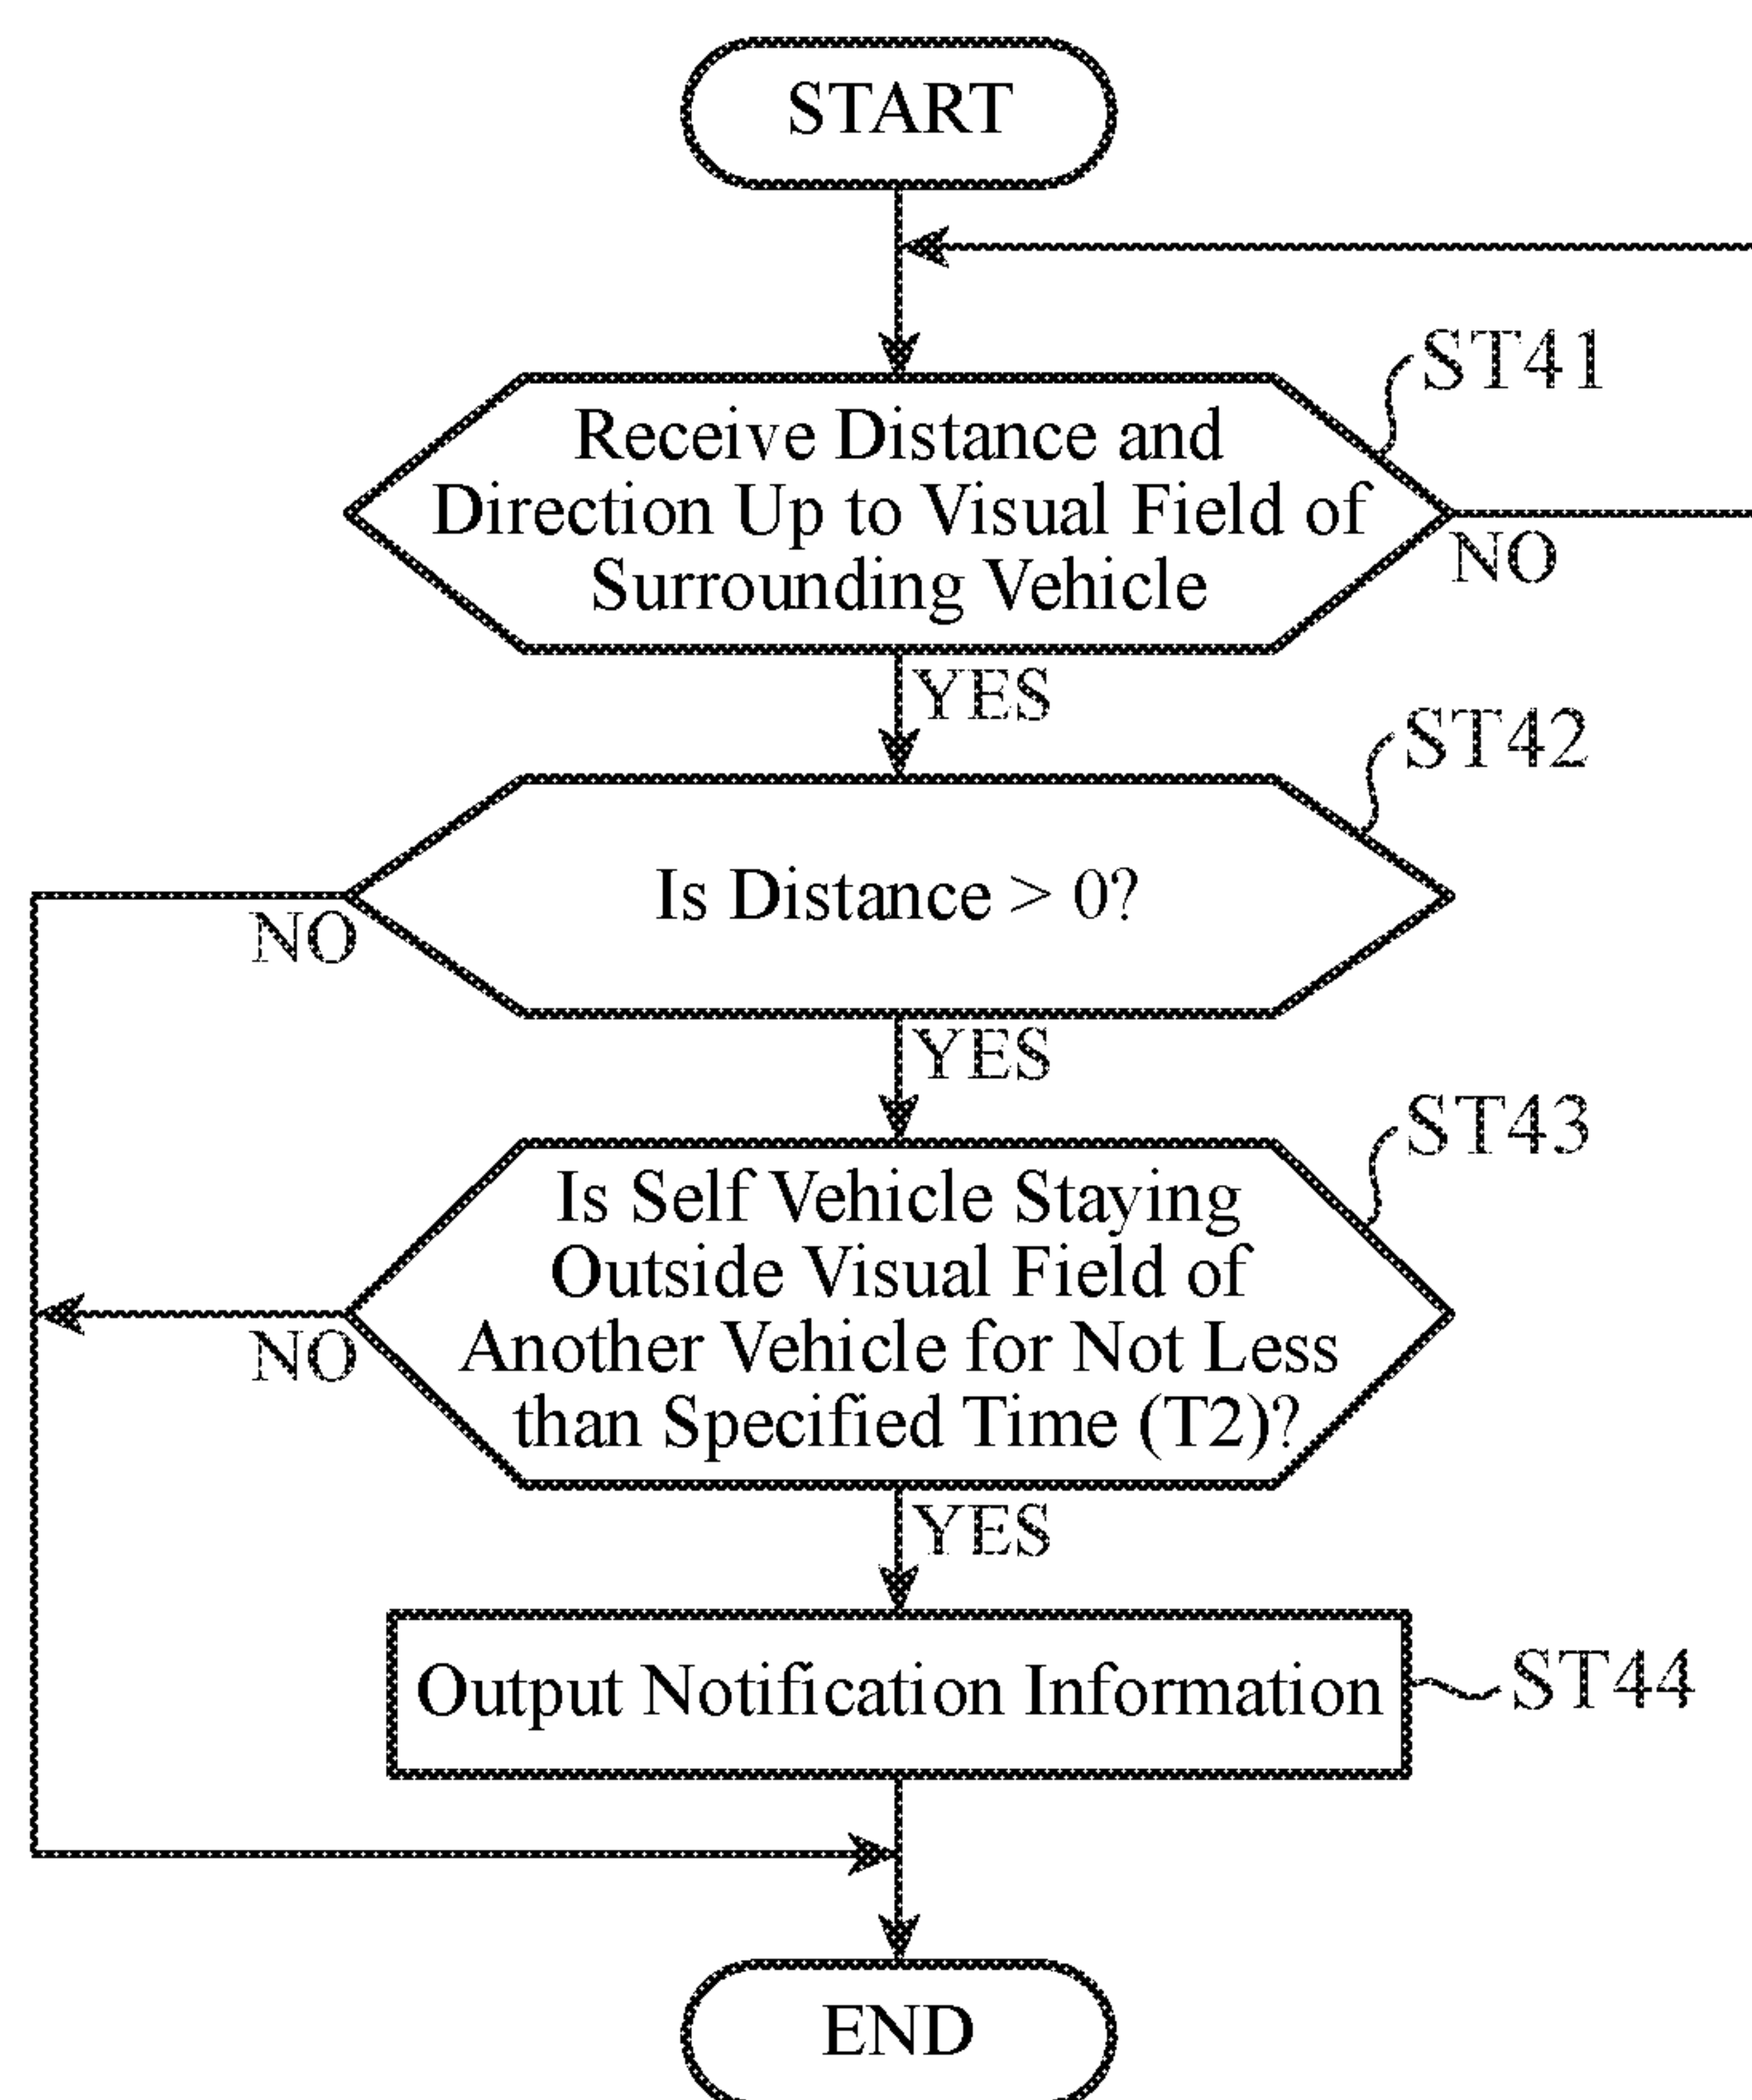 START
ST41
Receive Distance and
Direction Up to Visual Field of
Surrounding Vehicle
NO
YES
ST42
Is Distance > 0?
NO
YES
ST43
Is Self Vehicle Staying
Outside Visual Field of
Another Vehicle for Not Less
than Specified Time (T2)?
NO
YES
Output Notification Information
ST44
END